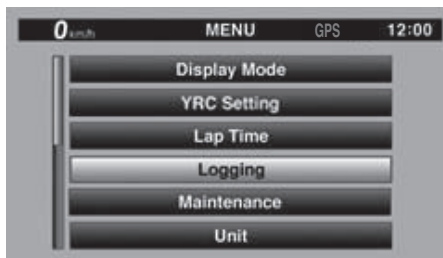 0 km/h MENU GPS 12:00
Display Mode
YRC Setting
Lap Time
Logging
Maintenance
Unit